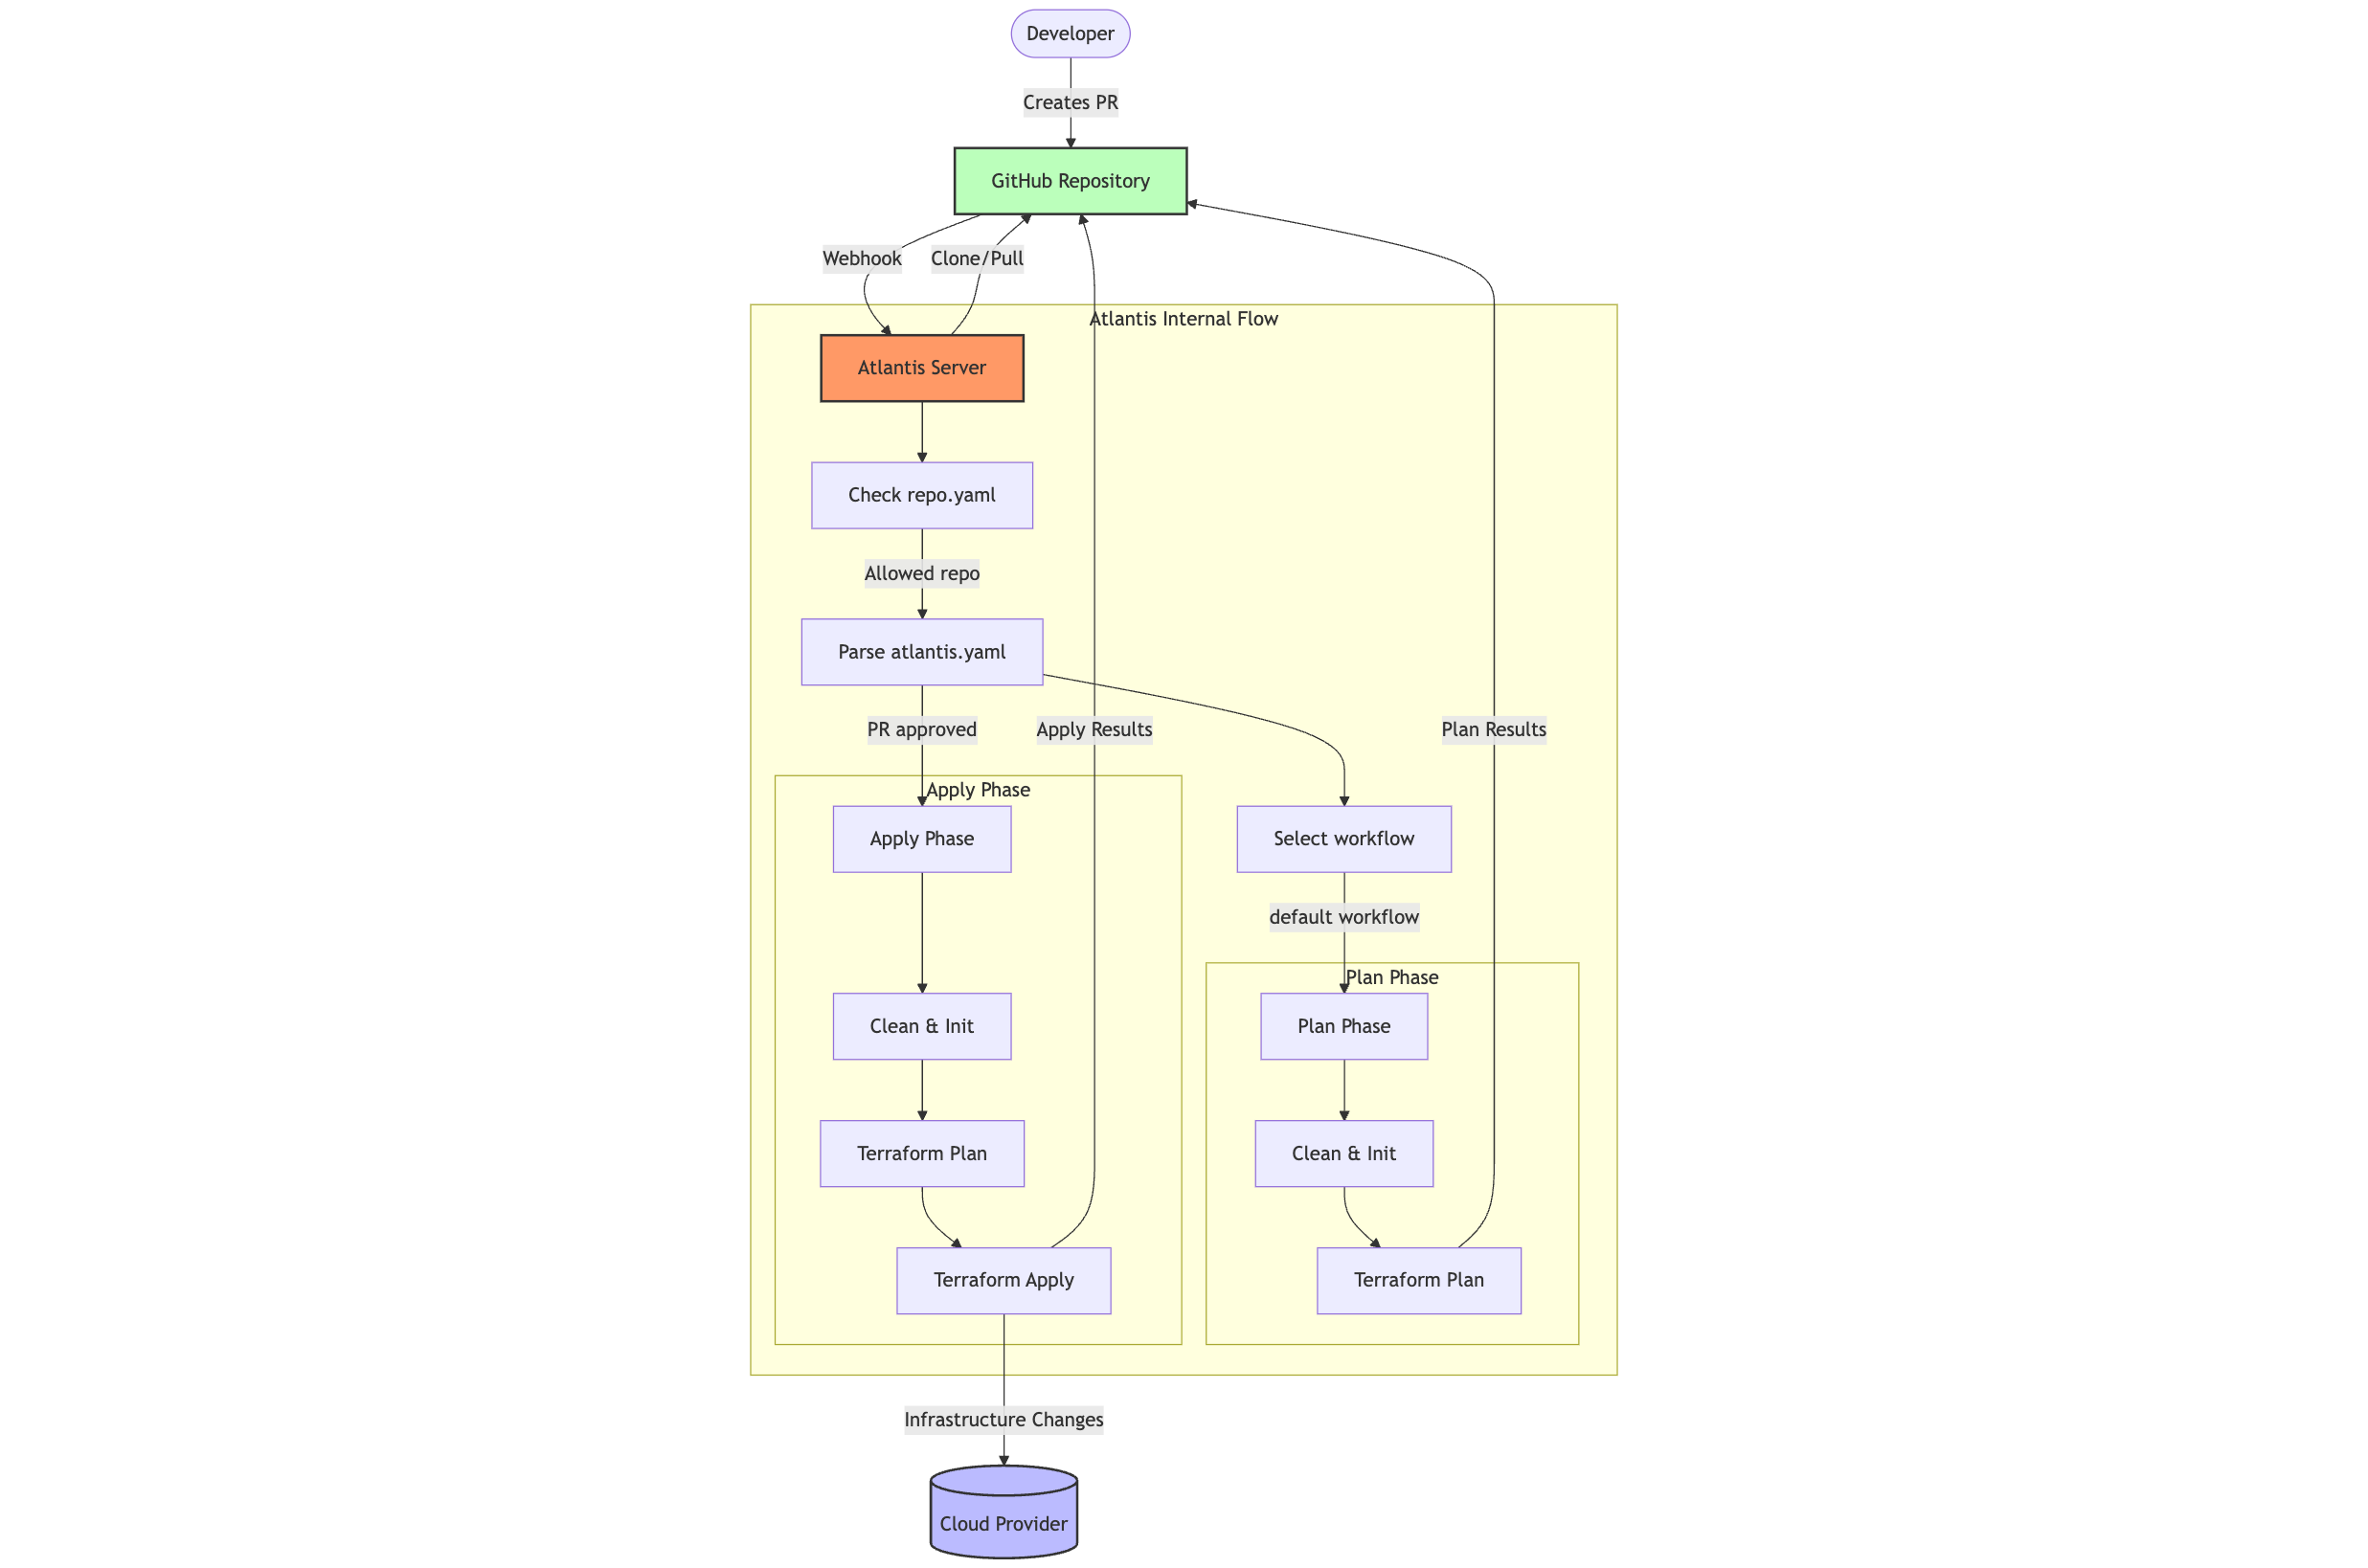 Developer
Creates PR
GitHub Repository
Webhook
Clone/Pull
Atlantis Internal Flow
Atlantis Server
Check repo.yaml
Allowed repo
Parse atlantis.yaml
PR approved
Apply Results
Plan Results
Apply Phase
Apply Phase
Select workflow
default workflow
Plan Phase
Clean & Init
Plan Phase
Terraform Plan
Clean & Init
Terraform Apply
Terraform Plan
Infrastructure Changes
Cloud Provider